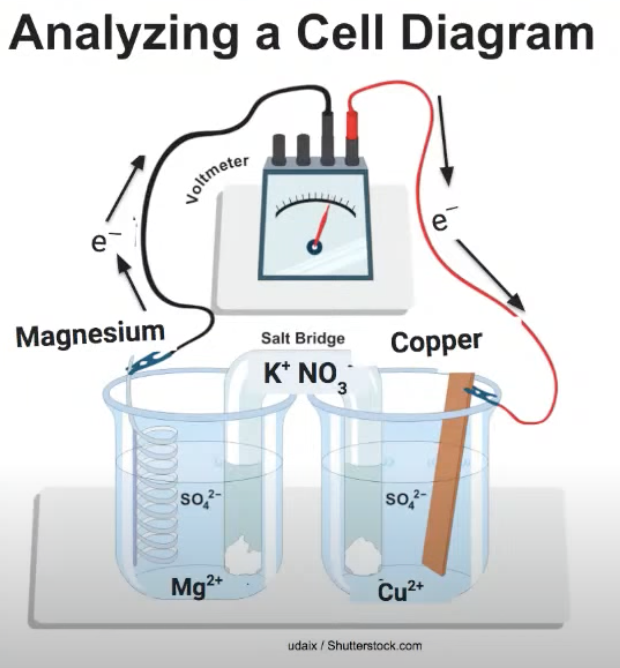 Analyzing a Cell Diagram
Voltmeter
e⁻
e⁻
Magnesium
Salt Bridge
Copper
K⁺ NO₃⁻
SO₄²⁻
SO₄²⁻
Mg²⁺
Cu²⁺
udaix / Shutterstock.com